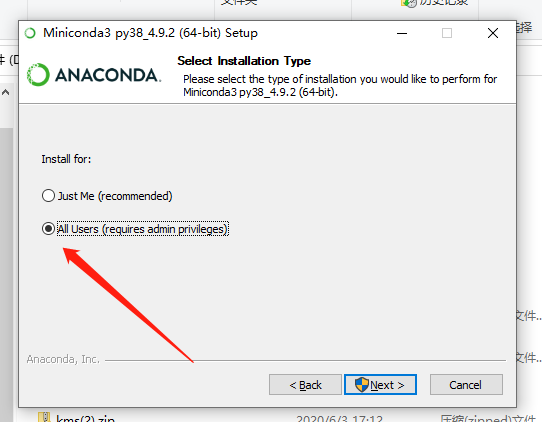 文件夹
历史记录
Miniconda3 py38_4.9.2 (64-bit) Setup
选择
ANACONDA.
Select Installation Type
Please select the type of installation you would like to perform for
Miniconda3 py38_4.9.2 (64-bit).
Install for:
Just Me (recommended)
All Users (requires admin privileges)
文件...
Anaconda, Inc.
文件...
< Back
Next >
Cancel
kms(2).zip
2020/6/3 17:12
压缩(zipped)文件...